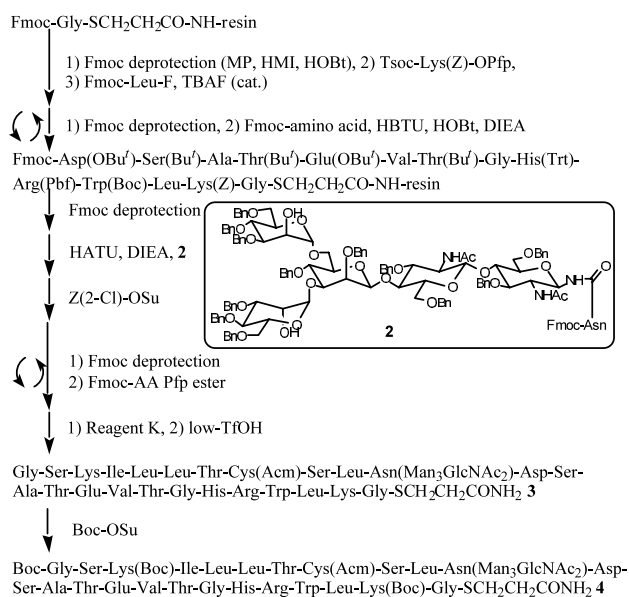 Fmoc-Gly-SCH₂CH₂CO-NH-resin
1) Fmoc deprotection (MP, HMI, HOBt), 2) Tsoc-Lys(Z)-OPfp,
3) Fmoc-Leu-F, TBAF (cat.)
1) Fmoc deprotection, 2) Fmoc-amino acid, HBTU, HOBt, DIEA
Fmoc-Asp(OBuᵗ)-Ser(Buᵗ)-Ala-Thr(Buᵗ)-Glu(OBuᵗ)-Val-Thr(Buᵗ)-Gly-His(Trt)-
Arg(Pbf)-Trp(Boc)-Leu-Lys(Z)-Gly-SCH₂CH₂CO-NH-resin
Fmoc deprotection
HATU, DIEA, 2
Z(2-Cl)-OSu
BnO
OH
BnO
BnO
O
O
OBn
BnO
O
O
O
BnO
BnO
BnO
OH
O
O
NHAc
BnO
O
OBn
O
OBn
O
BnO
NHAc
NH
O
Fmoc-Asn
2
1) Fmoc deprotection
2) Fmoc-AA Pfp ester
1) Reagent K, 2) low-TfOH
Gly-Ser-Lys-Ile-Leu-Leu-Thr-Cys(Acm)-Ser-Leu-Asn(Man₃GlcNAc₂)-Asp-Ser-
Ala-Thr-Glu-Val-Thr-Gly-His-Arg-Trp-Leu-Lys-Gly-SCH₂CH₂CONH₂ 3
Boc-OSu
Boc-Gly-Ser-Lys(Boc)-Ile-Leu-Leu-Thr-Cys(Acm)-Ser-Leu-Asn(Man₃GlcNAc₂)-Asp-
Ser-Ala-Thr-Glu-Val-Thr-Gly-His-Arg-Trp-Leu-Lys(Boc)-Gly-SCH₂CH₂CONH₂ 4